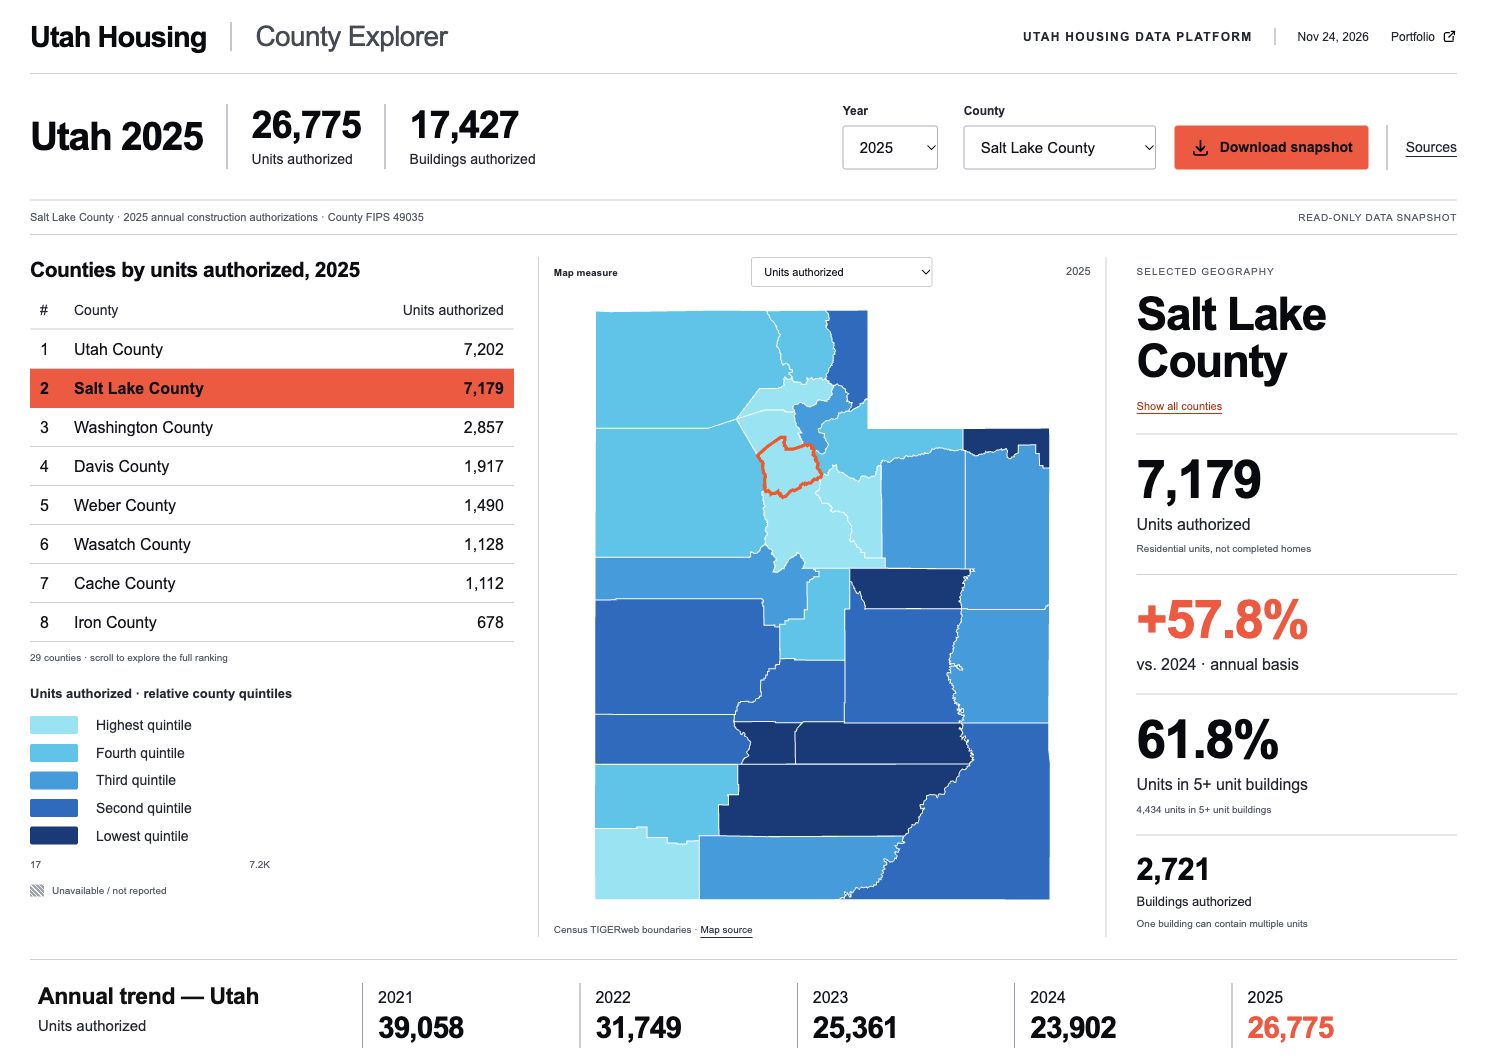 Utah Housing
County Explorer
UTAH HOUSING DATA PLATFORM
Nov 24, 2026
Portfolio
Utah 2025
26,775
Units authorized
17,427
Buildings authorized
Year
2025
County
Salt Lake County
Download snapshot
Sources
Salt Lake County · 2025 annual construction authorizations · County FIPS 49035
READ-ONLY DATA SNAPSHOT
Counties by units authorized, 2025
# County Units authorized
1 Utah County 7,202
2 Salt Lake County 7,179
3 Washington County 2,857
4 Davis County 1,917
5 Weber County 1,490
6 Wasatch County 1,128
7 Cache County 1,112
8 Iron County 678
29 counties · scroll to explore the full ranking
Units authorized · relative county quintiles
Highest quintile
Fourth quintile
Third quintile
Second quintile
Lowest quintile
17 7.2K
Unavailable / not reported
Map measure
Units authorized
2025
Census TIGERweb boundaries · Map source
SELECTED GEOGRAPHY
Salt Lake
County
Show all counties
7,179
Units authorized
Residential units, not completed homes
+57.8%
vs. 2024 · annual basis
61.8%
Units in 5+ unit buildings
4,434 units in 5+ unit buildings
2,721
Buildings authorized
One building can contain multiple units
Annual trend — Utah
Units authorized
2021
39,058
2022
31,749
2023
25,361
2024
23,902
2025
26,775